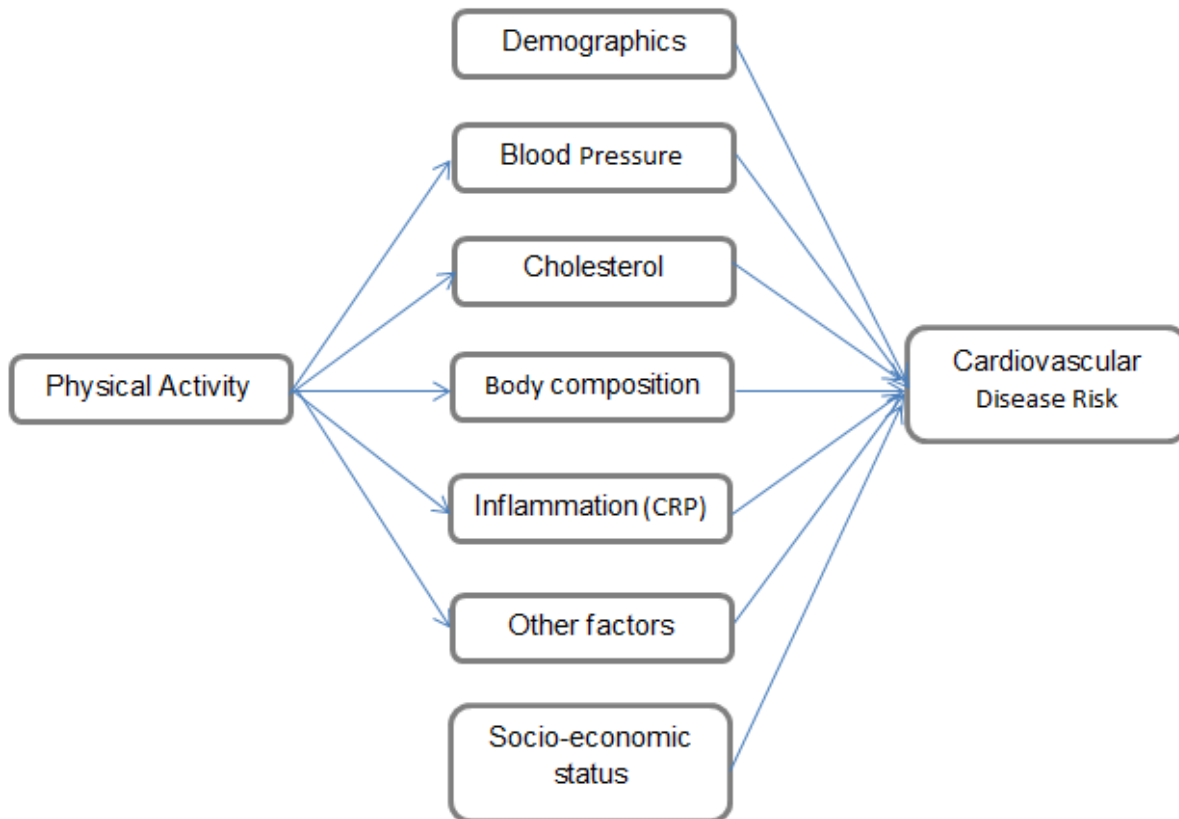 Demographics
Blood Pressure
Cholesterol
Physical Activity
Body composition
Cardiovascular
Disease Risk
Inflammation (CRP)
Other factors
Socio-economic
status